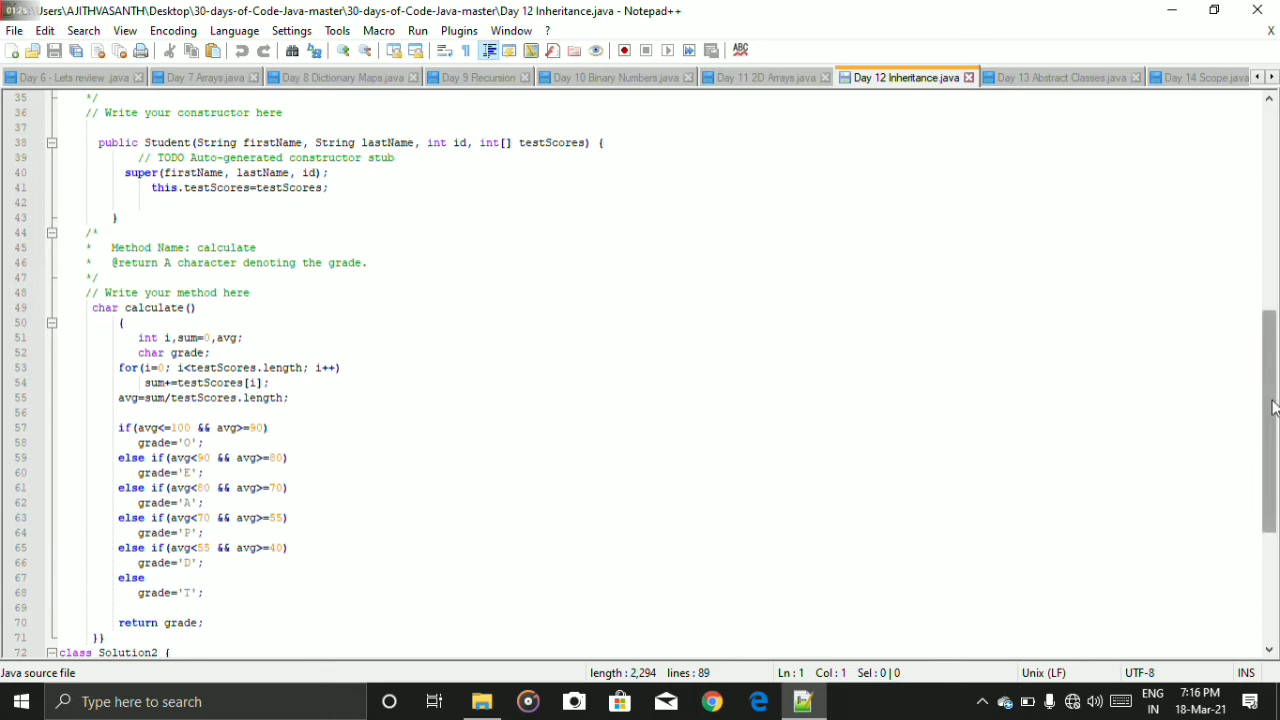 01:25 Jsers\AJITHVASANTH\Desktop\30-days-of-Code-Java-master\30-days-of-Code-Java-master\Day 12 Inheritance.java - Notepad++
File Edit Search View Encoding Language Settings Tools Macro Run Plugins Window ? X
Day 6 - Lets review .java Day 7 Arrays.java Day 8 Dictionary Maps.java Day 9 Recursion Day 10 Binary Numbers.java Day 11 2D Arrays.java Day 12 Inheritance.java Day 13 Abstract Classes.java Day 14 Scope.java
35 */
36 // Write your constructor here
37
38 public Student(String firstName, String lastName, int id, int[] testScores) {
39 // TODO Auto-generated constructor stub
40 super(firstName, lastName, id);
41 this.testScores=testScores;
42
43 }
44 /*
45 * Method Name: calculate
46 * @return A character denoting the grade.
47 */
48 // Write your method here
49 char calculate()
50 {
51 int i,sum=0,avg;
52 char grade;
53 for(i=0; i<testScores.length; i++)
54 sum+=testScores[i];
55 avg=sum/testScores.length;
56
57 if(avg<=100 && avg>=90)
58 grade='O';
59 else if(avg<90 && avg>=80)
60 grade='E';
61 else if(avg<80 && avg>=70)
62 grade='A';
63 else if(avg<70 && avg>=55)
64 grade='P';
65 else if(avg<55 && avg>=40)
66 grade='D';
67 else
68 grade='T';
69
70 return grade;
71 }}
72 class Solution2 {
Java source file length : 2,294 lines : 89 Ln : 1 Col : 1 Sel : 0 | 0 Unix (LF) UTF-8 INS
Type here to search ENG 7:16 PM
IN 18-Mar-21